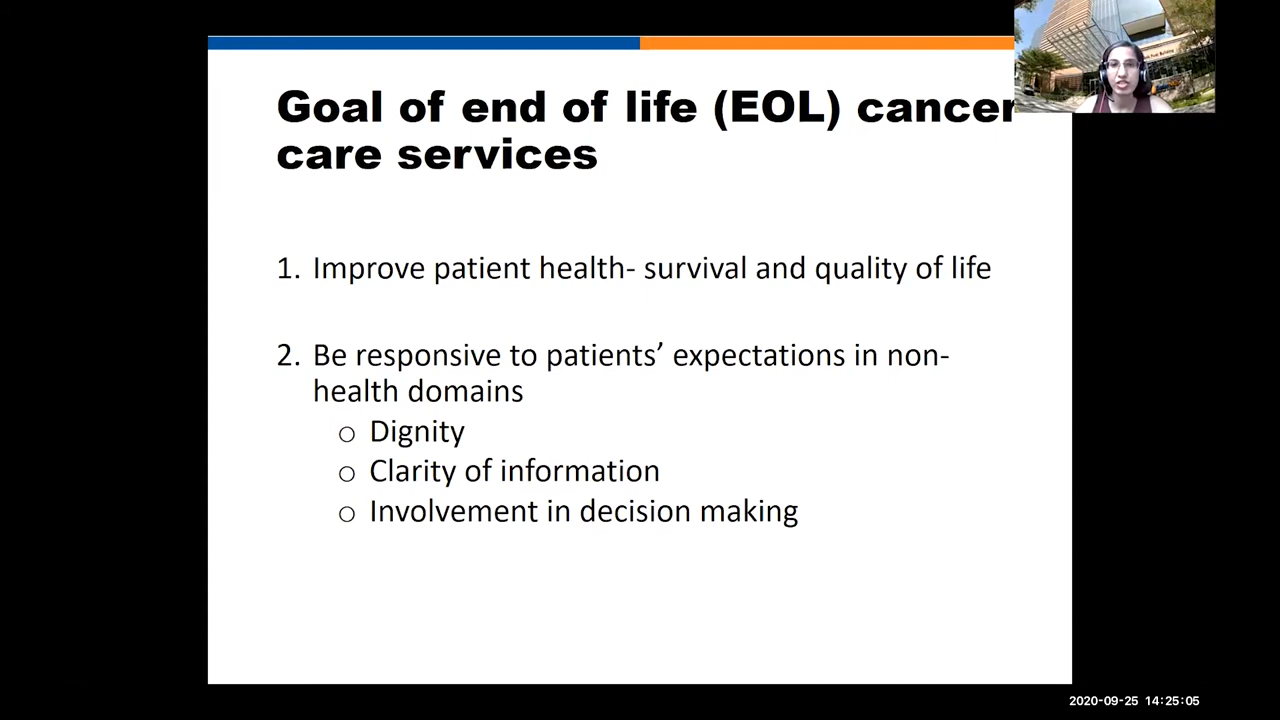 Goal of end of life (EOL) cancer
care services
1. Improve patient health- survival and quality of life
2. Be responsive to patients’ expectations in non-
health domains
o Dignity
o Clarity of information
o Involvement in decision making
2020-09-25 14:25:05